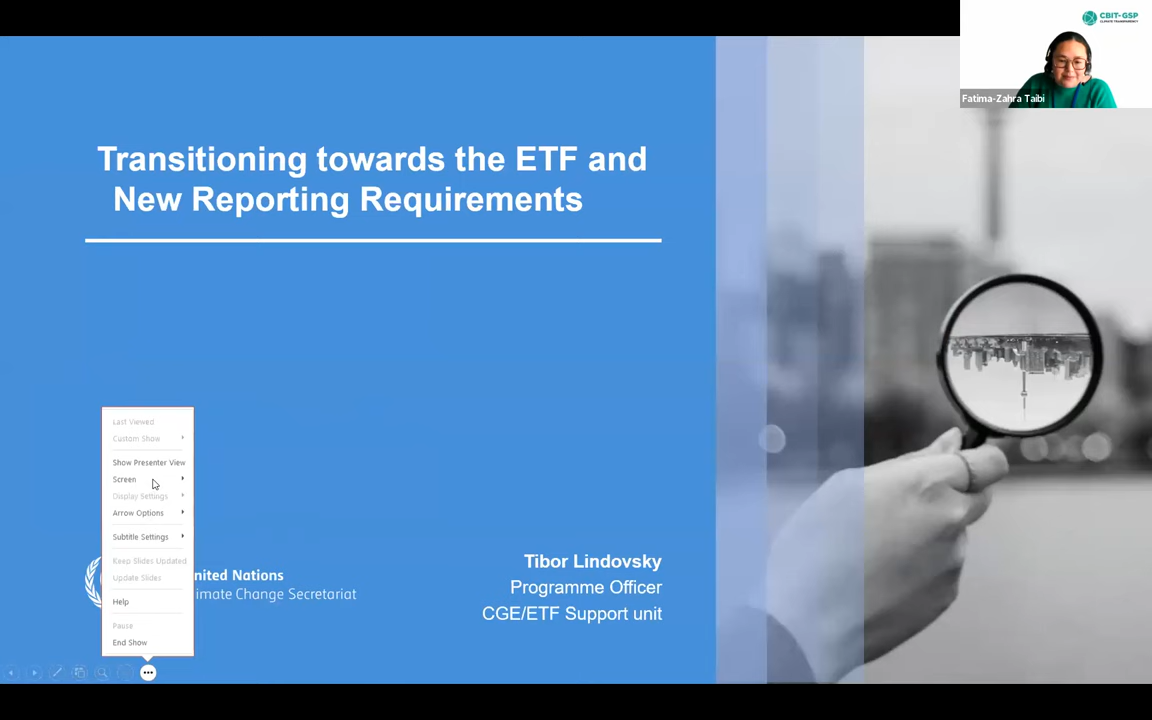 CBIT-GSP
CLIMATE TRANSPARENCY
Fatima-Zahra Taibi
Transitioning towards the ETF and
New Reporting Requirements
Last Viewed
Custom Show
Show Presenter View
Screen
Display Settings
Arrow Options
Subtitle Settings
Keep Slides Updated
Update Slides
Help
Pause
End Show
nited Nations
imate Change Secretariat
Tibor Lindovsky
Programme Officer
CGE/ETF Support unit